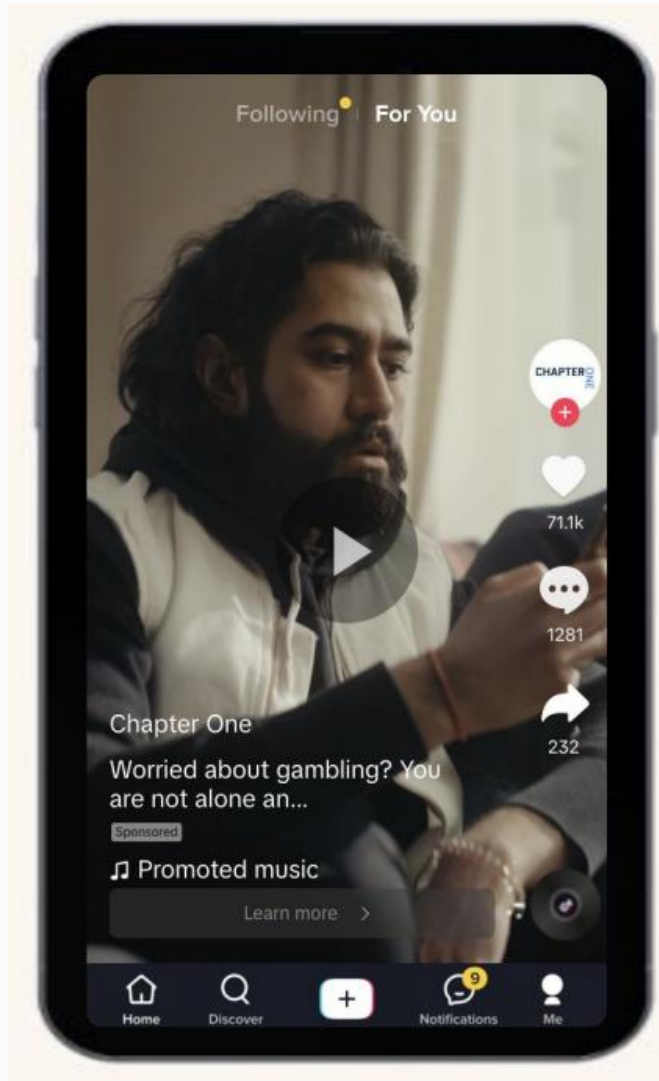 Following
For You
CHAPTER ONE
71.1k
1281
232
Chapter One
Worried about gambling? You
are not alone an...
Sponsored
Promoted music
Learn more >
Home
Discover
9
Notifications
Me